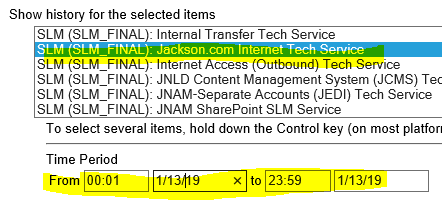 Show history for the selected items
SLM (SLM_FINAL): Internal Transfer Tech Service
SLM (SLM_FINAL): Jackson.com Internet Tech Service
SLM (SLM_FINAL): Internet Access (Outbound) Tech Service
SLM (SLM_FINAL): JNLD Content Management System (JCMS) Tec
SLM (SLM_FINAL): JNAM-Separate Accounts (JEDI) Tech Service
SLM (SLM_FINAL): JNAM SharePoint SLM Service
To select several items, hold down the Control key (on most platfor
Time Period
From 00:01 1/13/19 × to 23:59 1/13/19